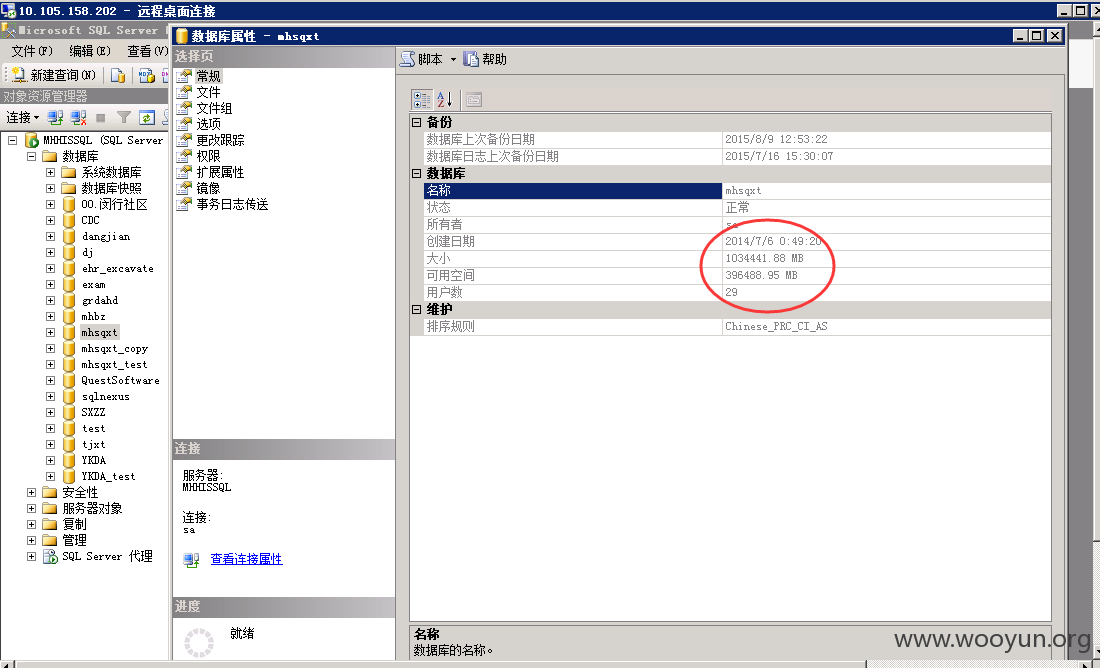 10.105.158.202 - 远程桌面连接
Microsoft SQL Server
文件(F) 编辑(E) 查看(V)
新建查询(N)
对象资源管理器
连接
MHHISSQL (SQL Server
数据库
系统数据库
数据库快照
00.闵行社区
CDC
dangjian
dj
ehr_excavate
exam
grdahd
mhbz
mhsqxt
mhsqxt_copy
mhsqxt_test
QuestSoftware
sqlnexus
SXZZ
test
tjxt
YKDA
YKDA_test
安全性
服务器对象
复制
管理
SQL Server 代理
数据库属性 - mhsqxt
选择页
常规
文件
文件组
选项
更改跟踪
权限
扩展属性
镜像
事务日志传送
连接
服务器:
MHHISSQL
连接:
sa
查看连接属性
进度
就绪
脚本 帮助
备份
数据库上次备份日期 2015/8/9 12:53:22
数据库日志上次备份日期 2015/7/16 15:30:07
数据库
名称 mhsqxt
状态 正常
所有者 sa
创建日期 2014/7/6 0:49:20
大小 1034441.88 MB
可用空间 396488.95 MB
用户数 29
维护
排序规则 Chinese_PRC_CI_AS
名称
数据库的名称。
www.wooyun.org